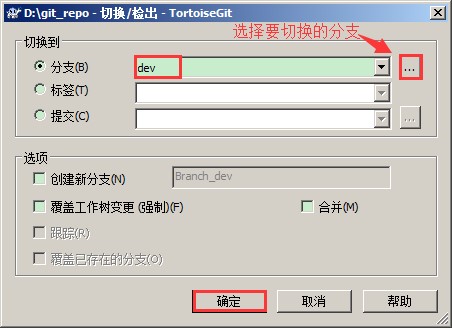 D:\git_repo - 切换/检出 - TortoiseGit
选择要切换的分支
切换到
分支(B)
dev
...
标签(T)
提交(C)
...
选项
创建新分支(N)
Branch_dev
覆盖工作树变更(强制)(F)
合并(M)
跟踪(R)
覆盖已存在的分支(O)
确定
取消
帮助